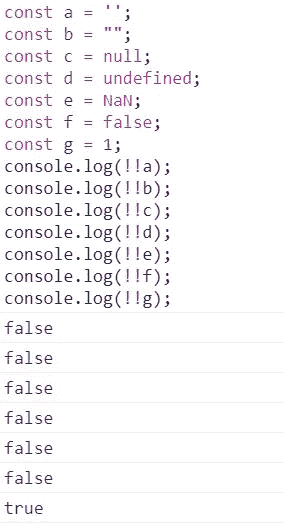 const a = '';
const b = "";
const c = null;
const d = undefined;
const e = NaN;
const f = false;
const g = 1;
console.log(!!a);
console.log(!!b);
console.log(!!c);
console.log(!!d);
console.log(!!e);
console.log(!!f);
console.log(!!g);
false
false
false
false
false
false
true